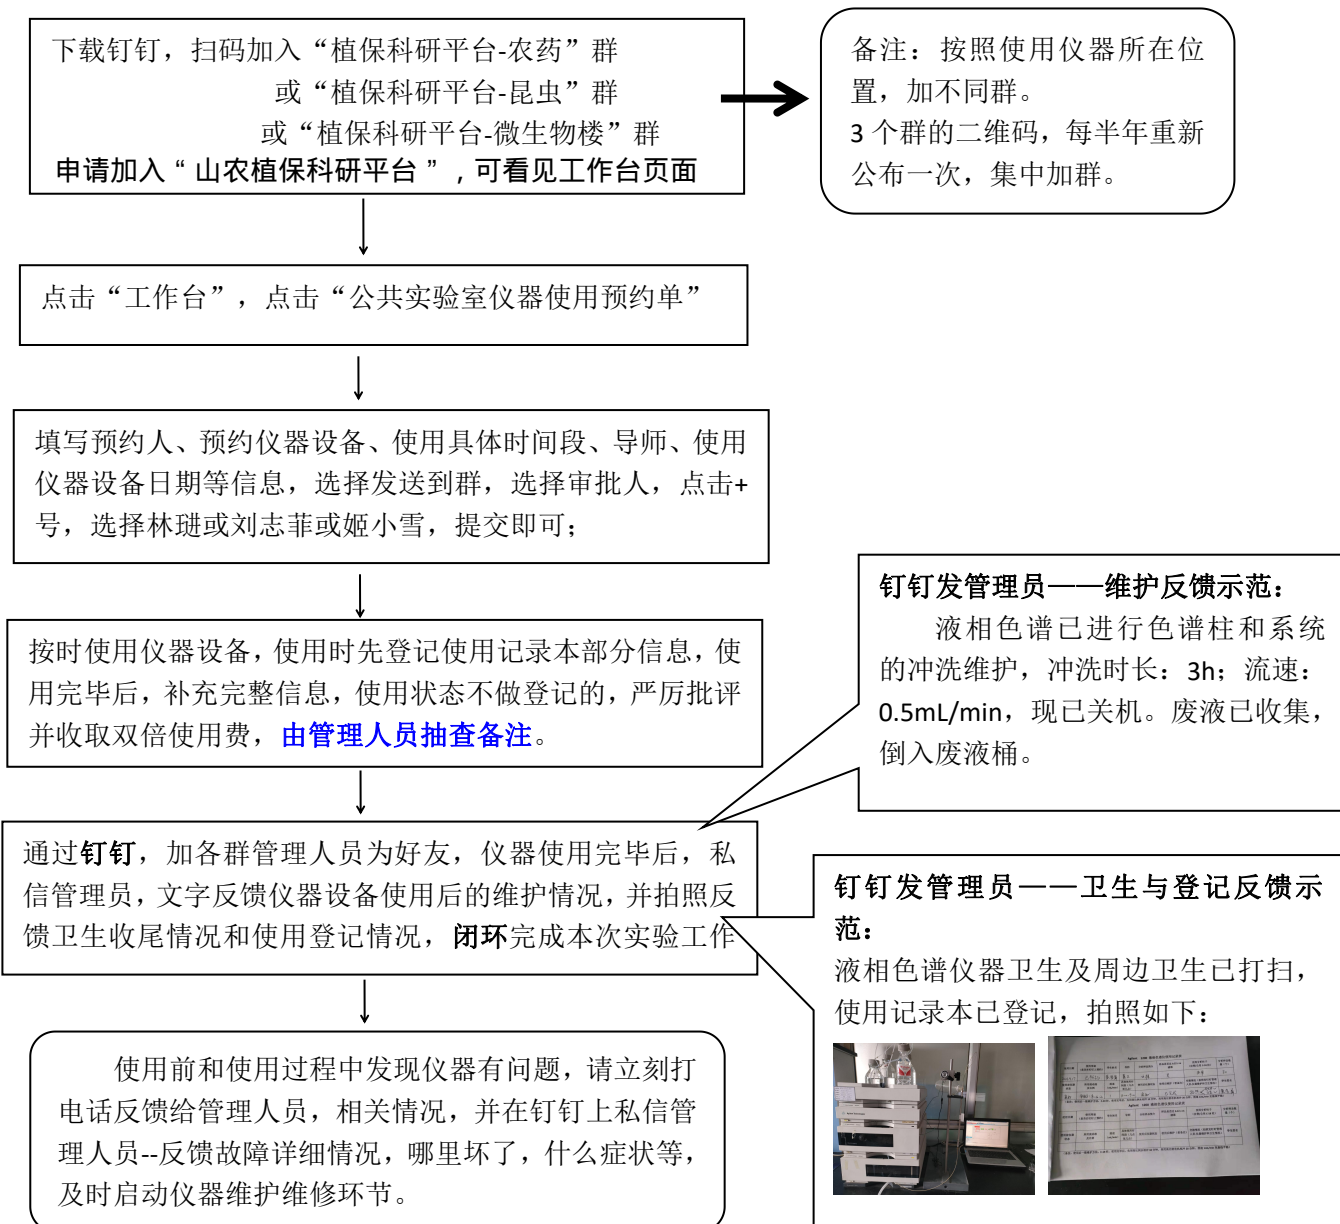 下载钉钉，扫码加入“植保科研平台-农药”群
或“植保科研平台-昆虫”群
或“植保科研平台-微生物楼”群
申请加入“山农植保科研平台”，可看见工作台页面
备注：按照使用仪器所在位
置，加不同群。
3 个群的二维码，每半年重新
公布一次，集中加群。
点击“工作台”，点击“公共实验室仪器使用预约单”
填写预约人、预约仪器设备、使用具体时间段、导师、使用
仪器设备日期等信息，选择发送到群，选择审批人，点击+
号，选择林琎或刘志菲或姬小雪，提交即可；
按时使用仪器设备，使用时先登记使用记录本部分信息，使
用完毕后，补充完整信息，使用状态不做登记的，严厉批评
并收取双倍使用费，由管理人员抽查备注。
钉钉发管理员——维护反馈示范：
液相色谱已进行色谱柱和系统
的冲洗维护，冲洗时长：3h；流速：
0.5mL/min，现已关机。废液已收集，
倒入废液桶。
通过钉钉，加各群管理人员为好友，仪器使用完毕后，私
信管理员，文字反馈仪器设备使用后的维护情况，并拍照反
馈卫生收尾情况和使用登记情况，闭环完成本次实验工作
钉钉发管理员——卫生与登记反馈示
范：
液相色谱仪器卫生及周边卫生已打扫，
使用记录本已登记，拍照如下：
使用前和使用过程中发现仪器有问题，请立刻打
电话反馈给管理人员，相关情况，并在钉钉上私信管
理人员--反馈故障详细情况，哪里坏了，什么症状等，
及时启动仪器维护维修环节。